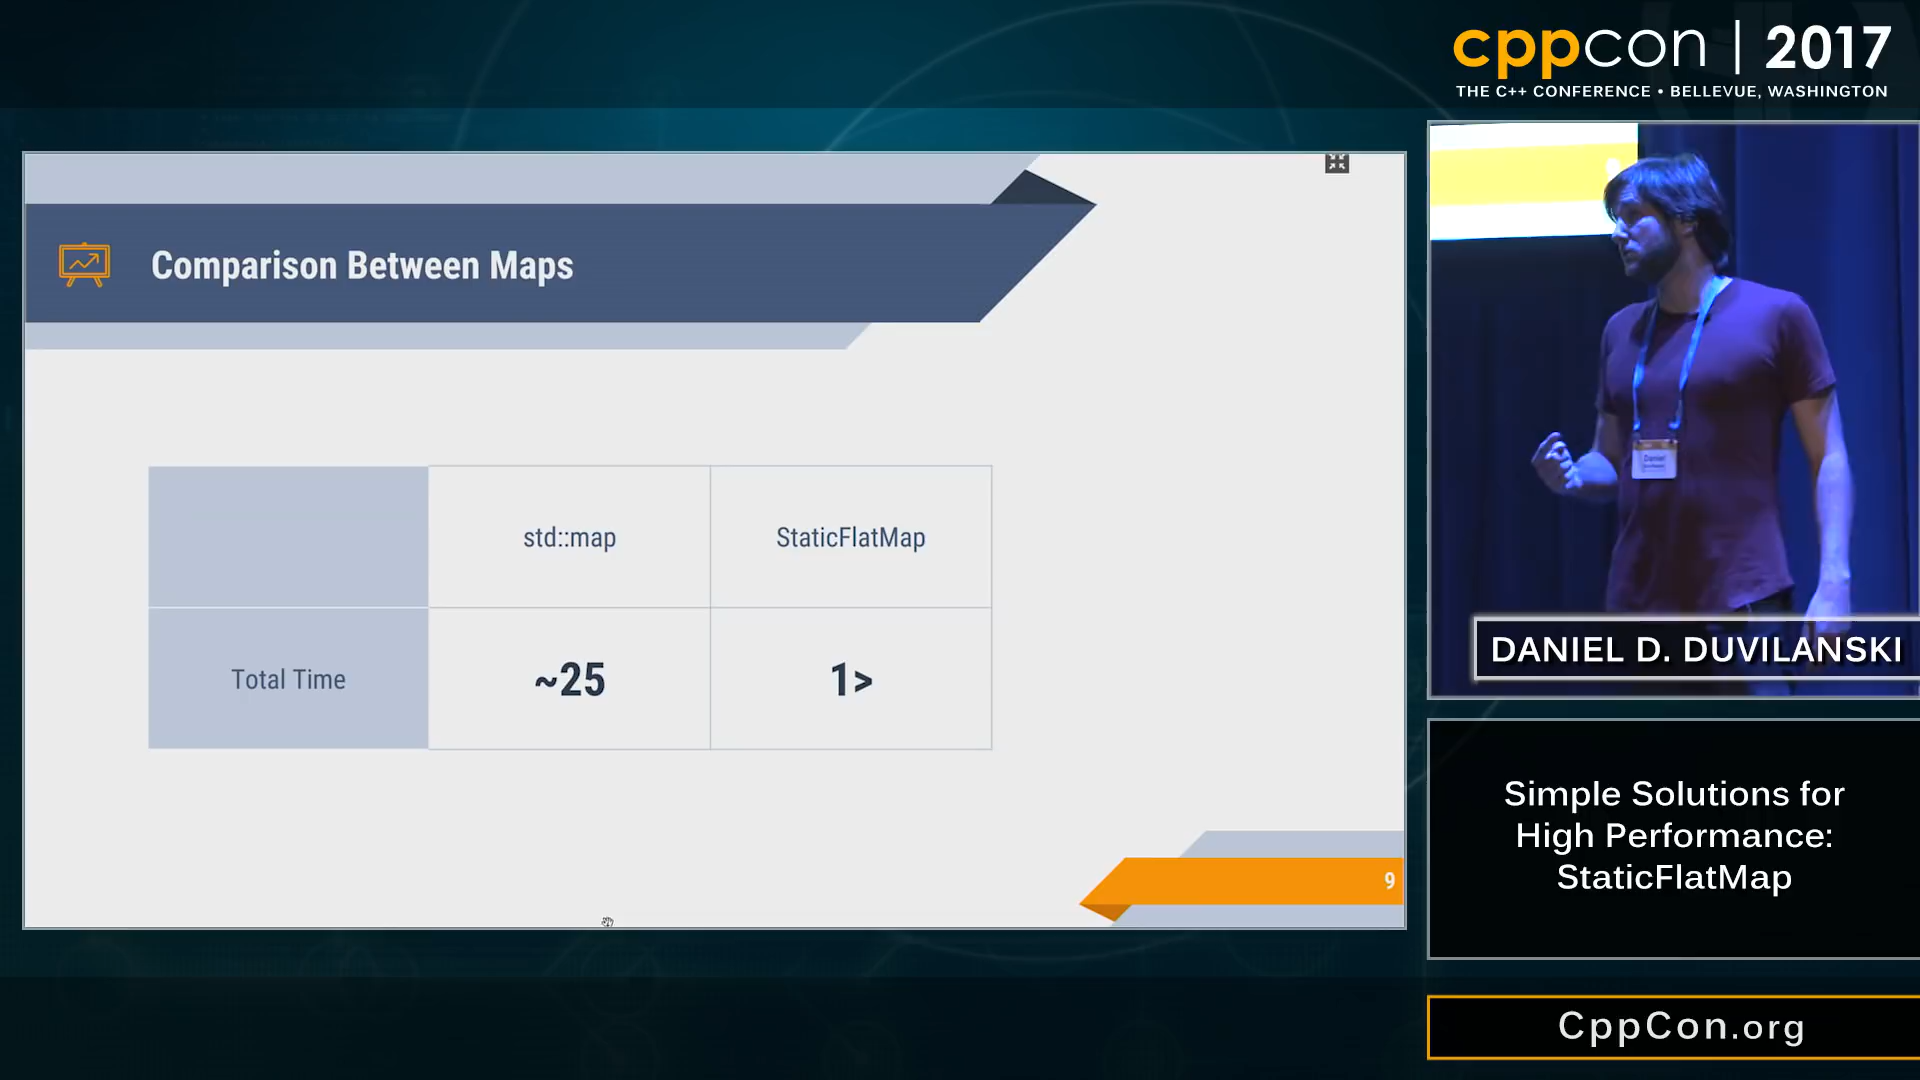 cppcon | 2017
THE C++ CONFERENCE • BELLEVUE, WASHINGTON
Comparison Between Maps
std::map
StaticFlatMap
Total Time
~25
1>
9
Daniel
DANIEL D. DUVILANSKI
Simple Solutions for
High Performance:
StaticFlatMap
CppCon.org